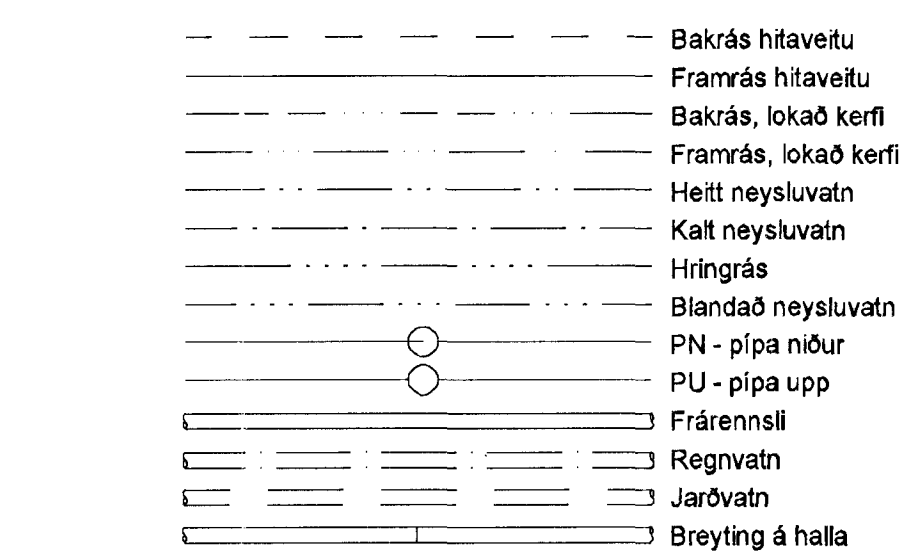 Bakrás hitaveitu
Framrás hitaveitu
Bakrás, lokað kerfi
Framrás, lokað kerfi
Heitt neysluvatn
Kalt neysluvatn
Hringrás
Blandað neysluvatn
PN - pípa niður
PU - pípa upp
Frárennsli
Regnvatn
Jarðvatn
Breyting á halla